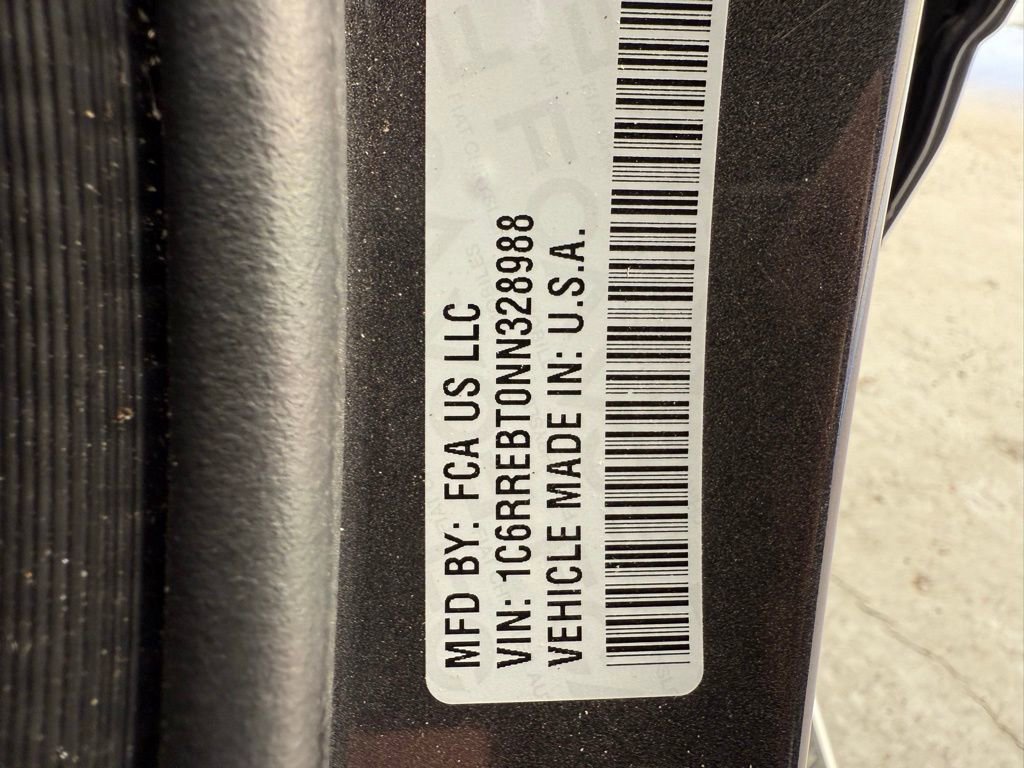 MFD BY: FCA US LLC
VIN: 1C6RREBT0NN328988
VEHICLE MADE IN: U.S.A.